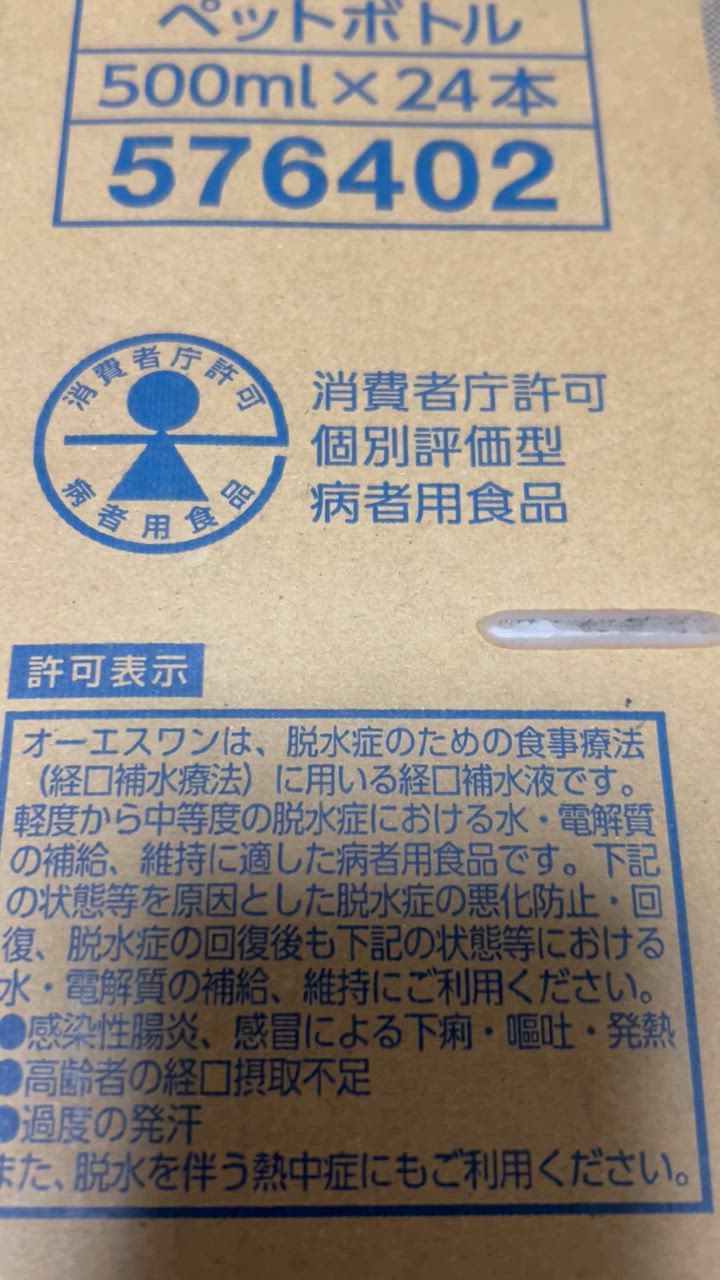 ペットボトル
500ml×24本
576402
消費者庁許可
病者用食品
消費者庁許可
個別評価型
病者用食品
許可表示
オーエスワンは、脱水症のための食事療法
（経口補水療法）に用いる経口補水液です。
軽度から中等度の脱水症における水・電解質
の補給、維持に適した病者用食品です。下記
の状態等を原因とした脱水症の悪化防止・回
復、脱水症の回復後も下記の状態等における
水・電解質の補給、維持にご利用ください。
●感染性腸炎、感冒による下痢・嘔吐・発熱
●高齢者の経口摂取不足
●過度の発汗
また、脱水を伴う熱中症にもご利用ください。